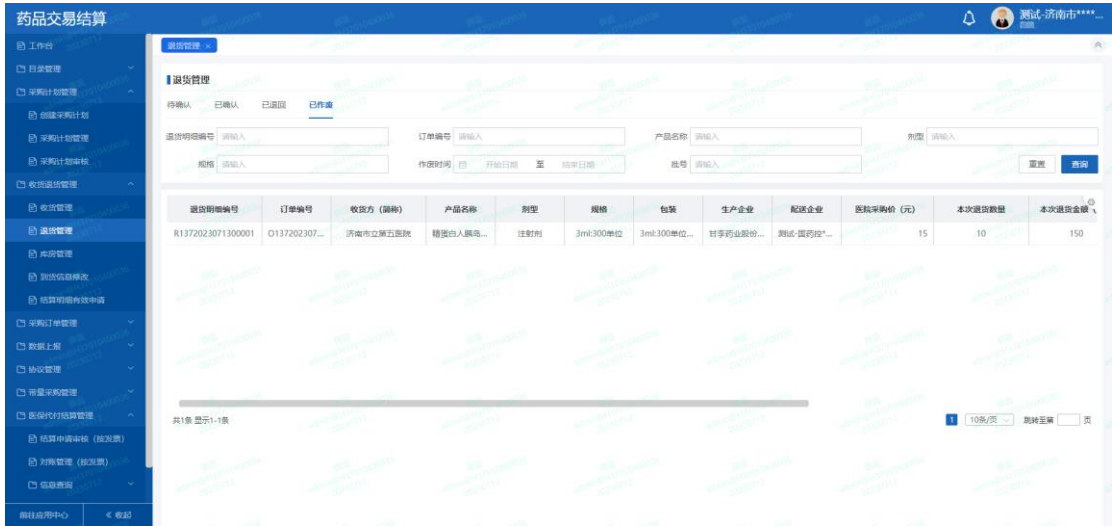 药品交易结算
测试-济南市****...
工作台
退货管理 ×
目录管理
采购计划管理
创建采购计划
采购计划管理
采购计划审核
收货退货管理
收货管理
退货管理
库房管理
到货信息修改
结算明细有效申请
采购订单管理
数据上报
协议管理
带量采购管理
医保代付结算管理
结算申请审核（按发票）
对账管理（按发票）
信息查询
前往应用中心 《 收起
退货管理
待确认 已确认 已退回 已作废
退货明细编号 请输入 订单编号 请输入 产品名称 请输入 剂型 请输入
规格 请输入 作废时间 开始日期 至 结束日期 批号 请输入 重置 查询
退货明细编号 订单编号 收货方（简称） 产品名称 剂型 规格 包装 生产企业 配送企业 医院采购价（元） 本次退货数量 本次退货金额
R1372023071300001 O137202307... 济南市立第五医院 精蛋白人胰岛... 注射剂 3ml:300单位 3ml:300单位... 甘李药业股份... 测试-国药控*... 15 10 150
共1条 显示1-1条 1 10条/页 跳转至第 页